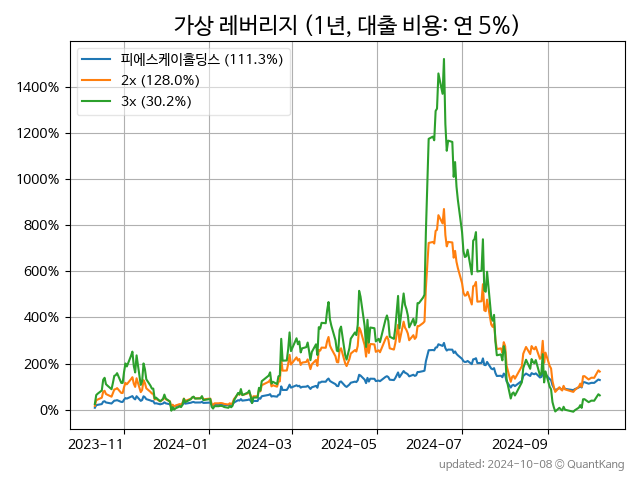 가상 레버리지 (1년, 대출 비용: 연 5%)
피에스케이홀딩스 (111.3%)
2x (128.0%)
3x (30.2%)
1400%
1200%
1000%
800%
600%
400%
200%
0%
2023-11 2024-01 2024-03 2024-05 2024-07 2024-09
updated: 2024-10-08 © QuantKang